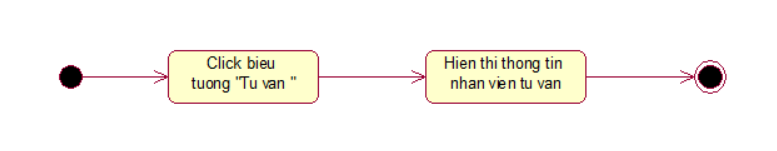 Click bieu
tuong "Tu van "
Hien thi thong tin
nhan vien tu van